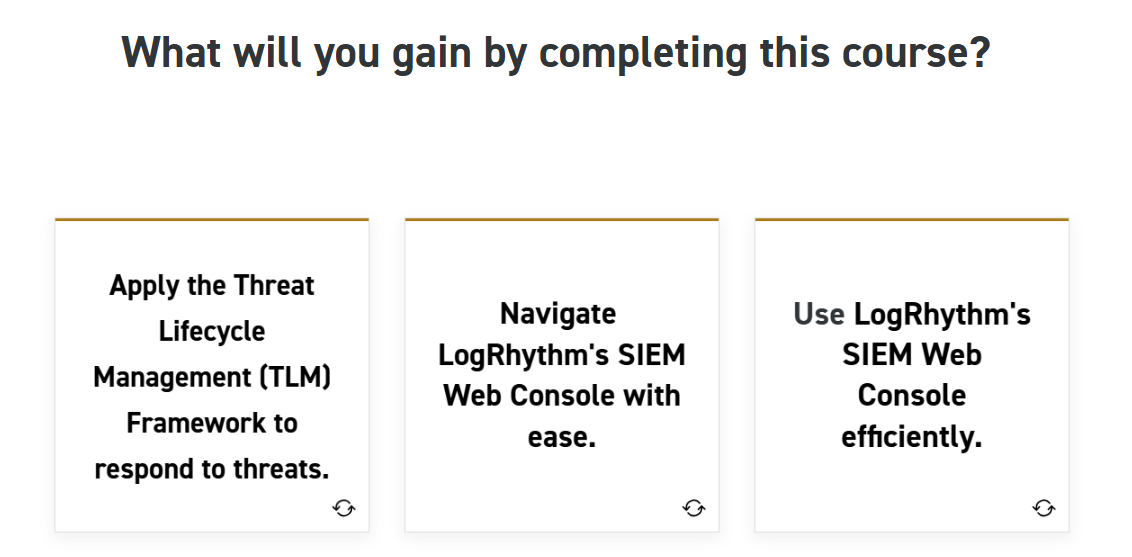 What will you gain by completing this course?
Apply the Threat
Lifecycle
Management (TLM)
Framework to
respond to threats.
Navigate
LogRhythm's SIEM
Web Console with
ease.
Use LogRhythm's
SIEM Web
Console
efficiently.